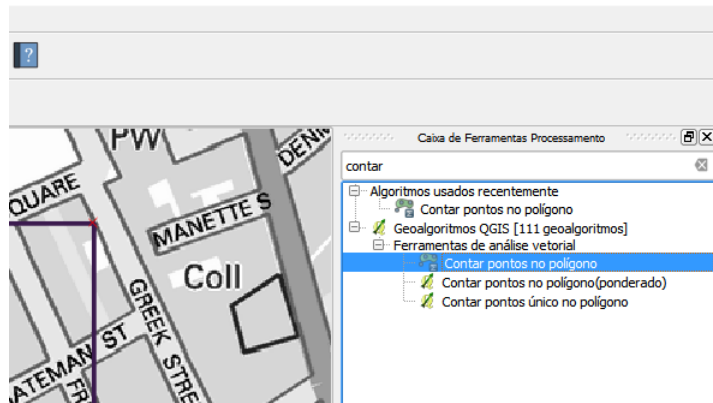 ?
Caixa de Ferramentas Processamento
contar
Algoritmos usados recentemente
Contar pontos no polígono
Geoalgoritmos QGIS [111 geoalgoritmos]
Ferramentas de análise vetorial
Contar pontos no polígono
Contar pontos no polígono(ponderado)
Contar pontos único no polígono
PW
DENN
QUARE
MANETTE S
Coll
GREEK STRE
ATEMAN ST
FR